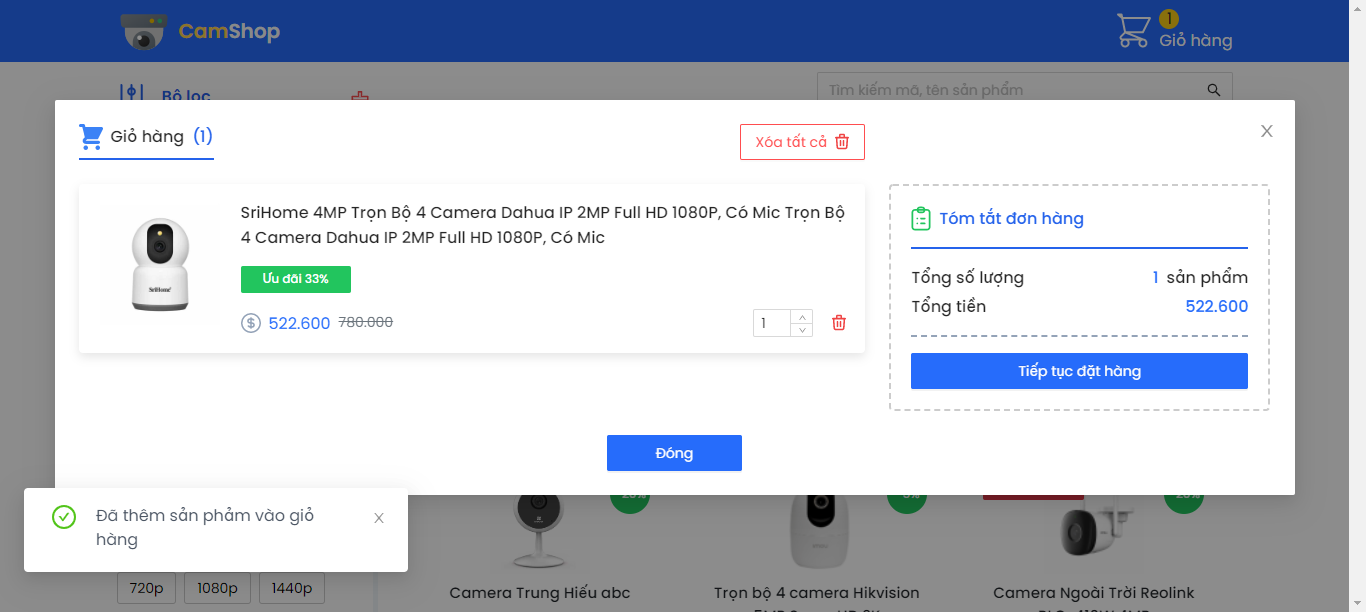 CamShop
1
Giỏ hàng
Bộ lọc
Tìm kiếm mã, tên sản phẩm
Giỏ hàng (1)
Xóa tất cả
SriHome 4MP Trọn Bộ 4 Camera Dahua IP 2MP Full HD 1080P, Có Mic Trọn Bộ
4 Camera Dahua IP 2MP Full HD 1080P, Có Mic
SriHome
Ưu đãi 33%
522.600 780.000
1
Tóm tắt đơn hàng
Tổng số lượng 1 sản phẩm
Tổng tiền 522.600
Tiếp tục đặt hàng
Đóng
Đã thêm sản phẩm vào giỏ
hàng
720p 1080p 1440p
Camera Trung Hiếu abc
Trọn bộ 4 camera Hikvision
Camera Ngoài Trời Reolink